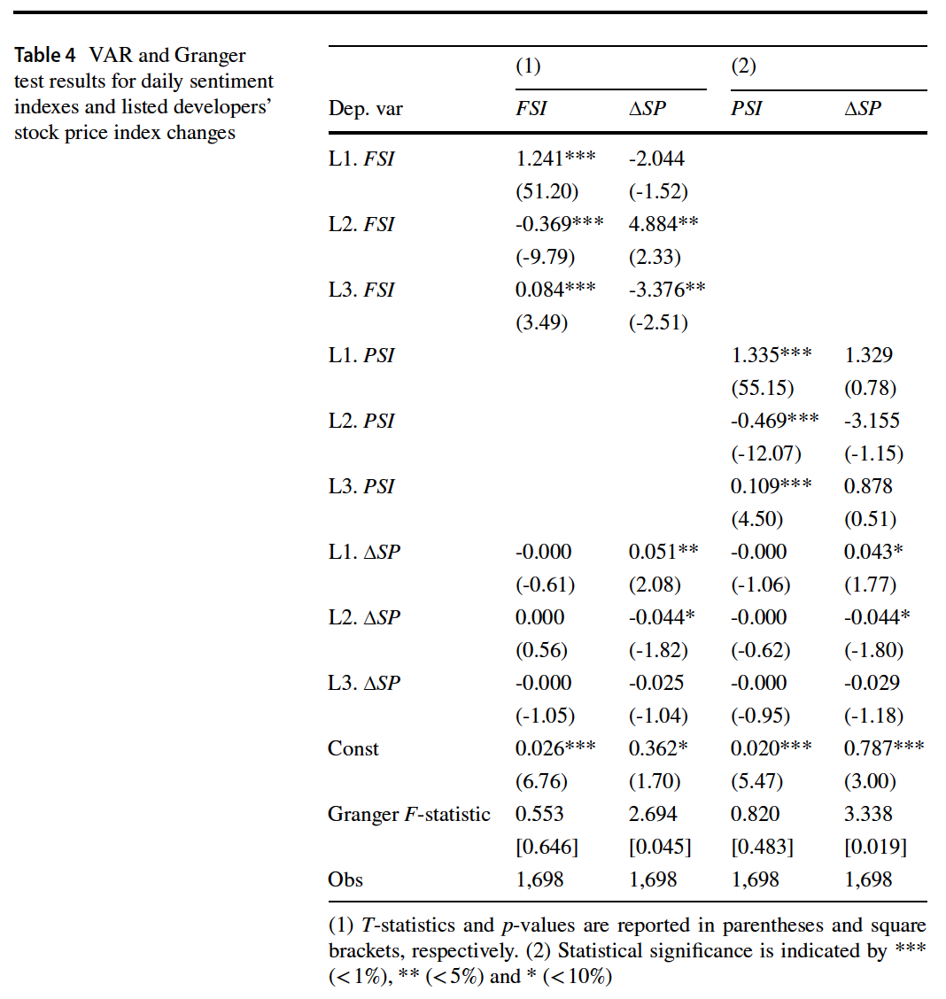 Table 4 VAR and Granger
test results for daily sentiment
indexes and listed developers'
stock price index changes
(1) (2)
Dep. var FSI ΔSP PSI ΔSP
L1. FSI 1.241*** -2.044
(51.20) (-1.52)
L2. FSI -0.369*** 4.884**
(-9.79) (2.33)
L3. FSI 0.084*** -3.376**
(3.49) (-2.51)
L1. PSI 1.335*** 1.329
(55.15) (0.78)
L2. PSI -0.469*** -3.155
(-12.07) (-1.15)
L3. PSI 0.109*** 0.878
(4.50) (0.51)
L1. ΔSP -0.000 0.051** -0.000 0.043*
(-0.61) (2.08) (-1.06) (1.77)
L2. ΔSP 0.000 -0.044* -0.000 -0.044*
(0.56) (-1.82) (-0.62) (-1.80)
L3. ΔSP -0.000 -0.025 -0.000 -0.029
(-1.05) (-1.04) (-0.95) (-1.18)
Const 0.026*** 0.362* 0.020*** 0.787***
(6.76) (1.70) (5.47) (3.00)
Granger F-statistic 0.553 2.694 0.820 3.338
[0.646] [0.045] [0.483] [0.019]
Obs 1,698 1,698 1,698 1,698
(1) T-statistics and p-values are reported in parentheses and square
brackets, respectively. (2) Statistical significance is indicated by ***
(<1%), ** (<5%) and * (<10%)